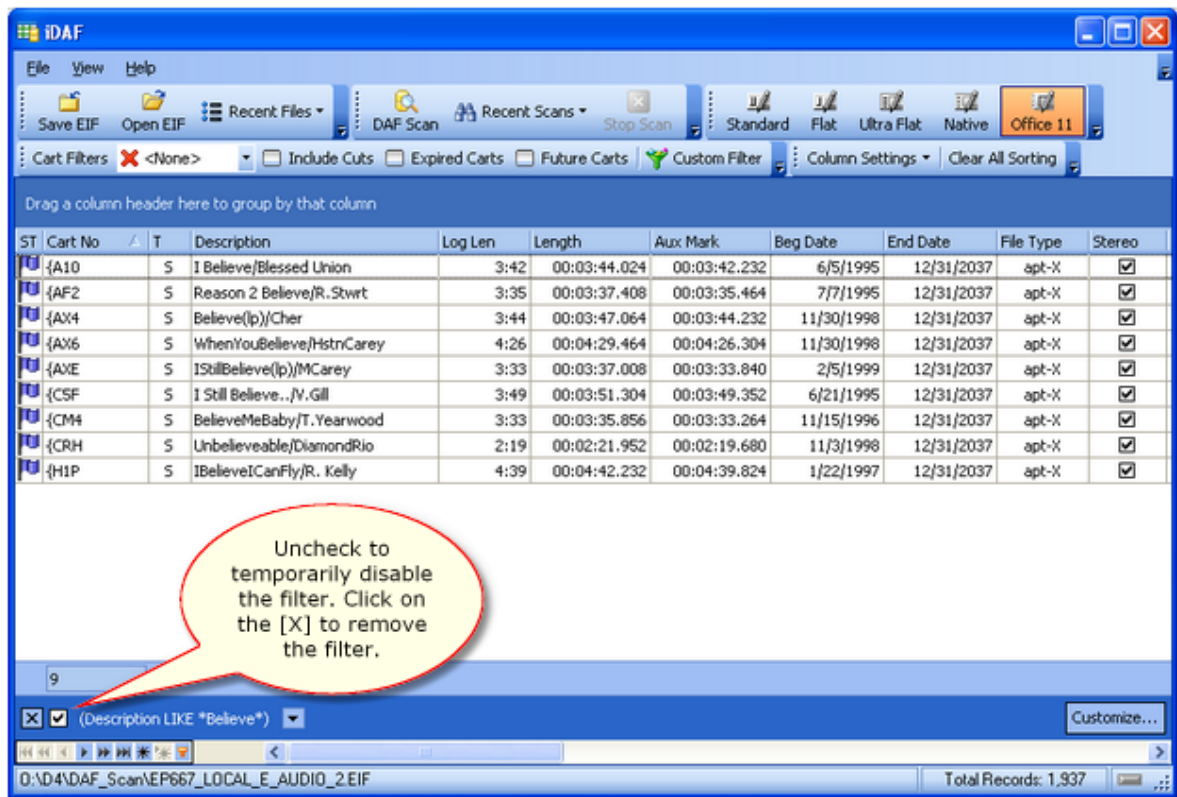 iDAF
File View Help
Save EIF Open EIF Recent Files DAF Scan Recent Scans Stop Scan Standard Flat Ultra Flat Native Office 11
Cart Filters <None> Include Cuts Expired Carts Future Carts Custom Filter Column Settings Clear All Sorting
Drag a column header here to group by that column
ST Cart No T Description Log Len Length Aux Mark Beg Date End Date File Type Stereo
{A10 S I Believe/Blessed Union 3:42 00:03:44.024 00:03:42.232 6/5/1995 12/31/2037 apt-X
{AF2 S Reason 2 Believe/R.Stwrt 3:35 00:03:37.408 00:03:35.464 7/7/1995 12/31/2037 apt-X
{AX4 S Believe(lp)/Cher 3:44 00:03:47.064 00:03:44.232 11/30/1998 12/31/2037 apt-X
{AX6 S WhenYouBelieve/HstnCarey 4:26 00:04:29.464 00:04:26.304 11/30/1998 12/31/2037 apt-X
{AXE S IStillBelieve(lp)/MCarey 3:33 00:03:37.008 00:03:33.840 2/5/1999 12/31/2037 apt-X
{CSF S I Still Believe../V.Gill 3:49 00:03:51.304 00:03:49.352 6/21/1995 12/31/2037 apt-X
{CM4 S BelieveMeBaby/T.Yearwood 3:33 00:03:35.856 00:03:33.264 11/15/1996 12/31/2037 apt-X
{CRH S Unbelieveable/DiamondRio 2:19 00:02:21.952 00:02:19.680 11/3/1998 12/31/2037 apt-X
{H1P S IBelieveICanFly/R. Kelly 4:39 00:04:42.232 00:04:39.824 1/22/1997 12/31/2037 apt-X
Uncheck to
temporarily disable
the filter. Click on
the [X] to remove
the filter.
9
(Description LIKE *Believe*) Customize...
O:\D4\DAF_Scan\EP667_LOCAL_E_AUDIO_2.EIF Total Records: 1,937